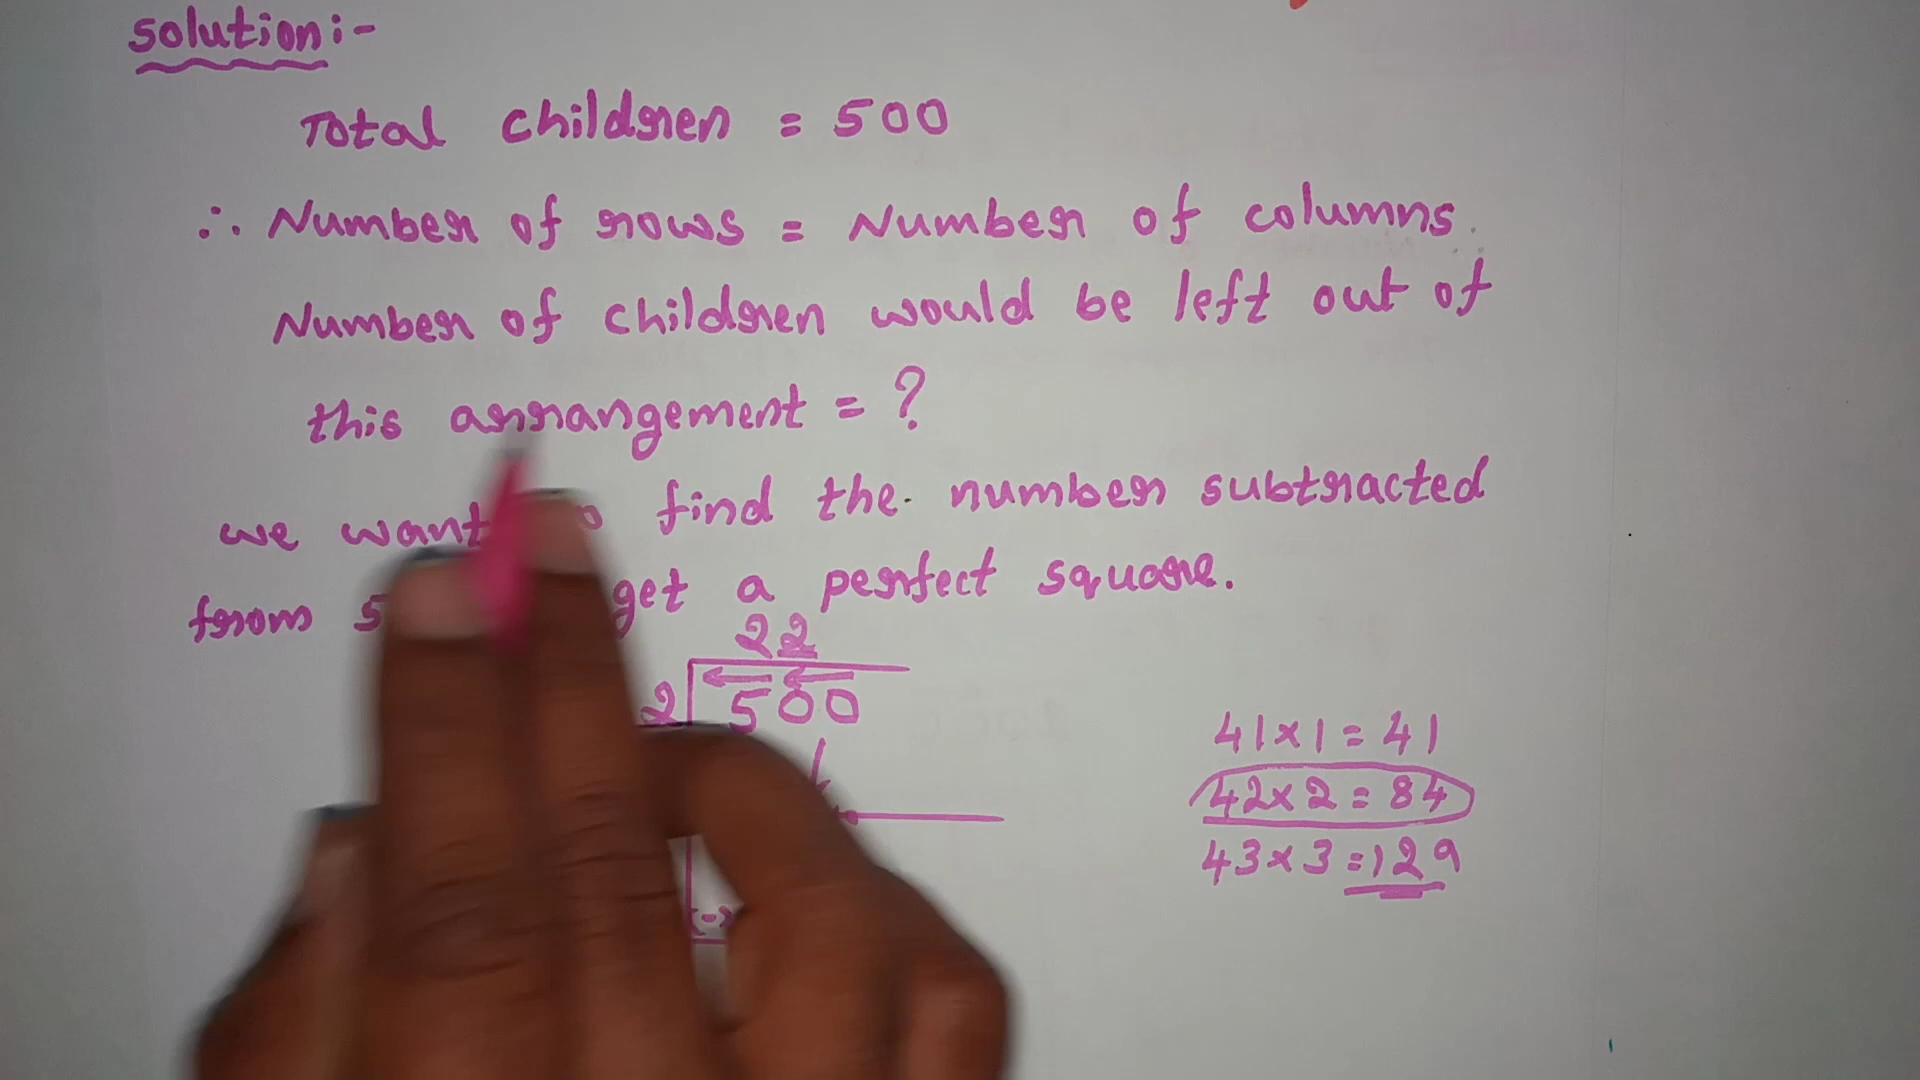 Solution:-
Total children = 500
∴ Number of rows = Number of columns.
Number of children would be left out of
this arrangement = ?
we want find the number subtracted
from get a perfect square.
22
2 500
41×1=41
42×2=84
43×3=129